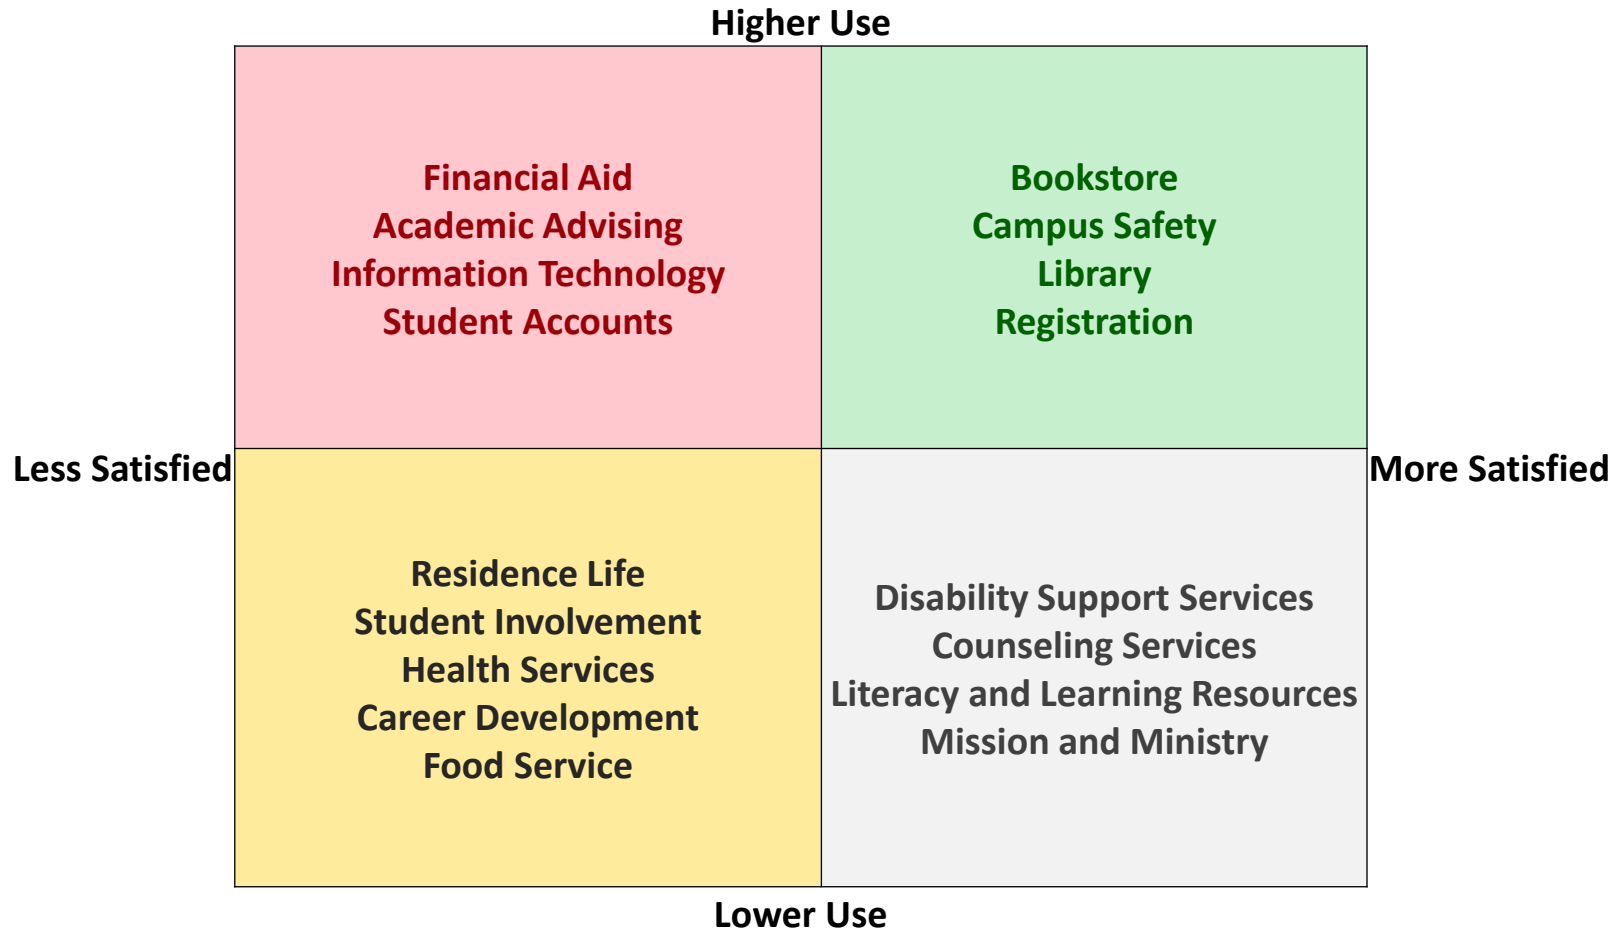 Higher Use
Financial Aid
Academic Advising
Information Technology
Student Accounts
Bookstore
Campus Safety
Library
Registration
Less Satisfied
More Satisfied
Residence Life
Student Involvement
Health Services
Career Development
Food Service
Disability Support Services
Counseling Services
Literacy and Learning Resources
Mission and Ministry
Lower Use